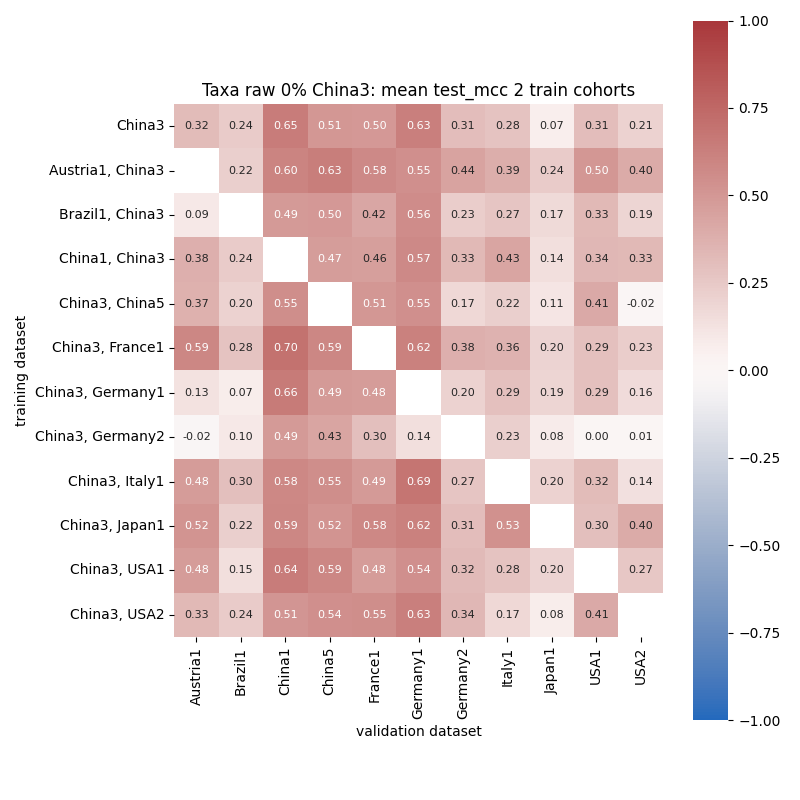 Taxa raw 0% China3: mean test_mcc 2 train cohorts
China3 0.32 0.24 0.65 0.51 0.50 0.63 0.31 0.28 0.07 0.31 0.21
Austria1, China3 0.22 0.60 0.63 0.58 0.55 0.44 0.39 0.24 0.50 0.40
Brazil1, China3 0.09 0.49 0.50 0.42 0.56 0.23 0.27 0.17 0.33 0.19
China1, China3 0.38 0.24 0.47 0.46 0.57 0.33 0.43 0.14 0.34 0.33
China3, China5 0.37 0.20 0.55 0.51 0.55 0.17 0.22 0.11 0.41 -0.02
China3, France1 0.59 0.28 0.70 0.59 0.62 0.38 0.36 0.20 0.29 0.23
China3, Germany1 0.13 0.07 0.66 0.49 0.48 0.20 0.29 0.19 0.29 0.16
China3, Germany2 -0.02 0.10 0.49 0.43 0.30 0.14 0.23 0.08 0.00 0.01
China3, Italy1 0.48 0.30 0.58 0.55 0.49 0.69 0.27 0.20 0.32 0.14
China3, Japan1 0.52 0.22 0.59 0.52 0.58 0.62 0.31 0.53 0.30 0.40
China3, USA1 0.48 0.15 0.64 0.59 0.48 0.54 0.32 0.28 0.20 0.27
China3, USA2 0.33 0.24 0.51 0.54 0.55 0.63 0.34 0.17 0.08 0.41
training dataset
Austria1 Brazil1 China1 China5 France1 Germany1 Germany2 Italy1 Japan1 USA1 USA2
validation dataset
1.00
0.75
0.50
0.25
0.00
−0.25
−0.50
−0.75
−1.00